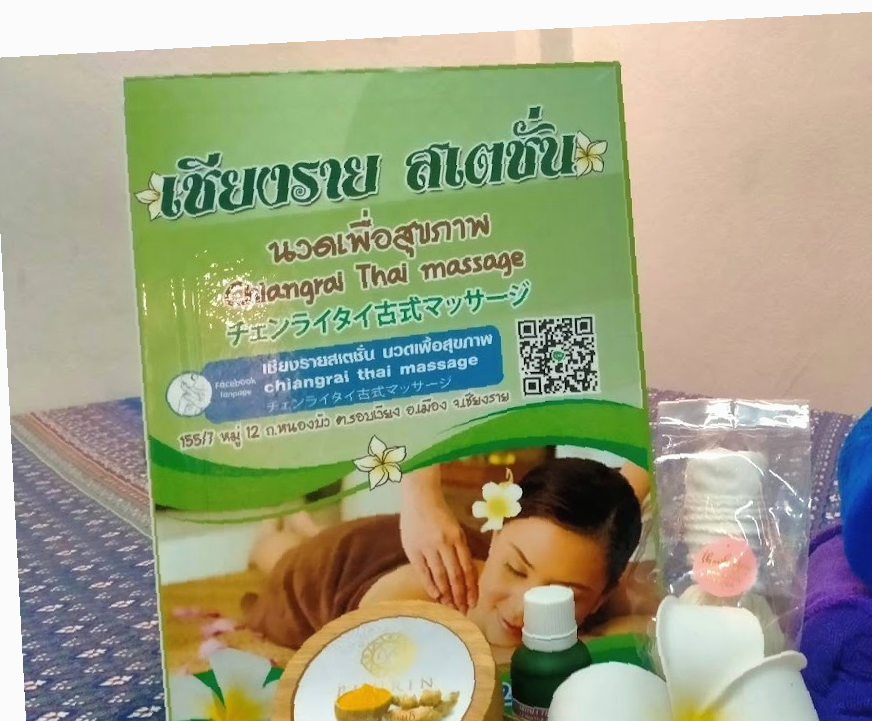 เชียงราย สเตชั่น
นวดเพื่อสุขภาพ
Chiangrai Thai massage
チェンライタイ古式マッサージ
Facebook
fanpage
เชียงรายสเตชั่น นวดเพื่อสุขภาพ
chiangrai thai massage
チェンライタイ古式マッサージ
155/7 หมู่ 12 ถ.หนองบัว ต.รอบเวียง อ.เมือง จ.เชียงราย